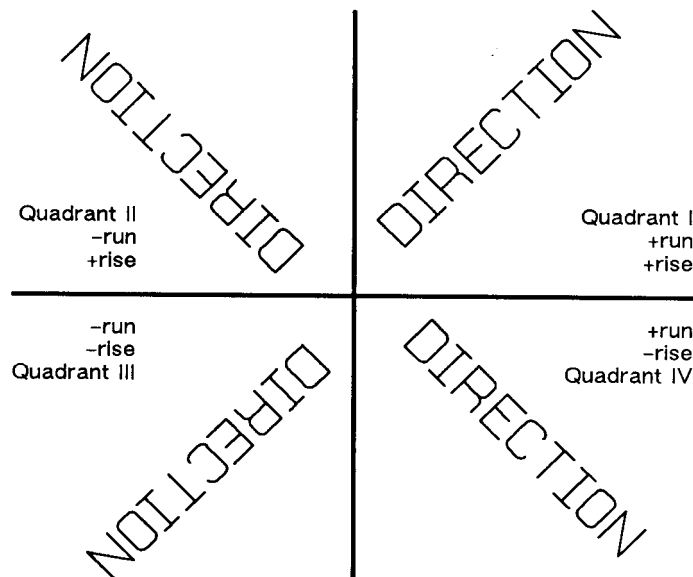 DIRECTION
DIRECTION
Quadrant II
-run
+rise
Quadrant I
+run
+rise
-run
-rise
Quadrant III
+run
-rise
Quadrant IV
DIRECTION
DIRECTION